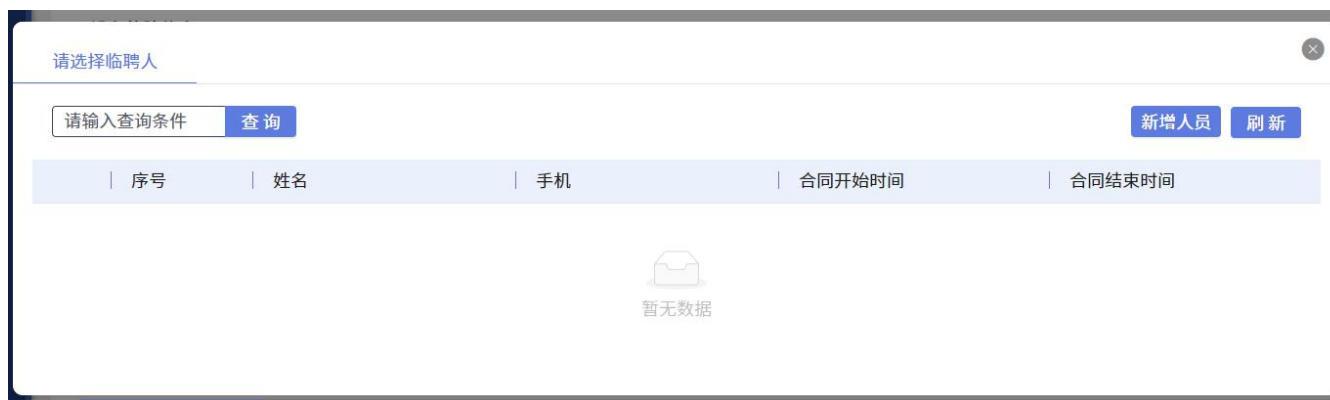 请选择临聘人
请输入查询条件 查询 新增人员 刷新
序号 姓名 手机 合同开始时间 合同结束时间
暂无数据